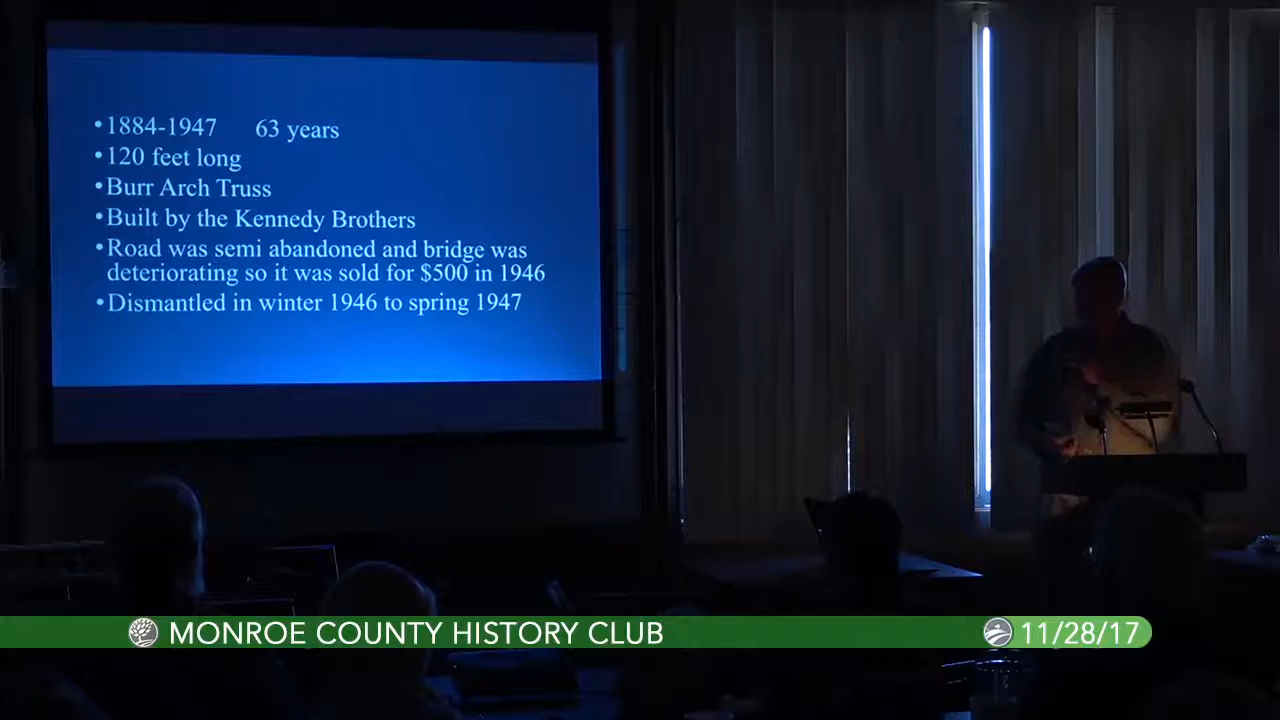 •1884-1947 63 years
•120 feet long
•Burr Arch Truss
•Built by the Kennedy Brothers
•Road was semi abandoned and bridge was
deteriorating so it was sold for $500 in 1946
•Dismantled in winter 1946 to spring 1947
MONROE COUNTY HISTORY CLUB
11/28/17